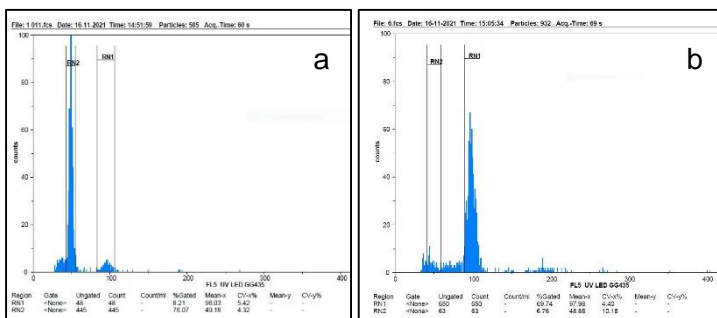 File: 1 011.fcs Date: 16-11-2021 Time: 14:51:59 Particles: 585 Acq.-Time: 60 s
a
RN2
RN1
100
80
60
40
20
0
counts
0
100
200
300
400
FL5 UV LED GG435
Region Gate Ungated Count Count/ml %Gated Mean-x CV-x% Mean-y CV-y%
RN1 <None> 48 48 - 8.21 96.03 5.42 - -
RN2 <None> 445 445 - 76.07 49.18 4.32 - -
File: 6.fcs Date: 16-11-2021 Time: 15:05:34 Particles: 932 Acq.-Time: 69 s
b
RN2
RN1
100
80
60
40
20
0
counts
0
100
200
300
400
FL5 UV LED GG435
Region Gate Ungated Count Count/ml %Gated Mean-x CV-x% Mean-y CV-y%
RN1 <None> 650 650 - 69.74 97.98 4.40 - -
RN2 <None> 63 63 - 6.76 48.88 10.18 - -